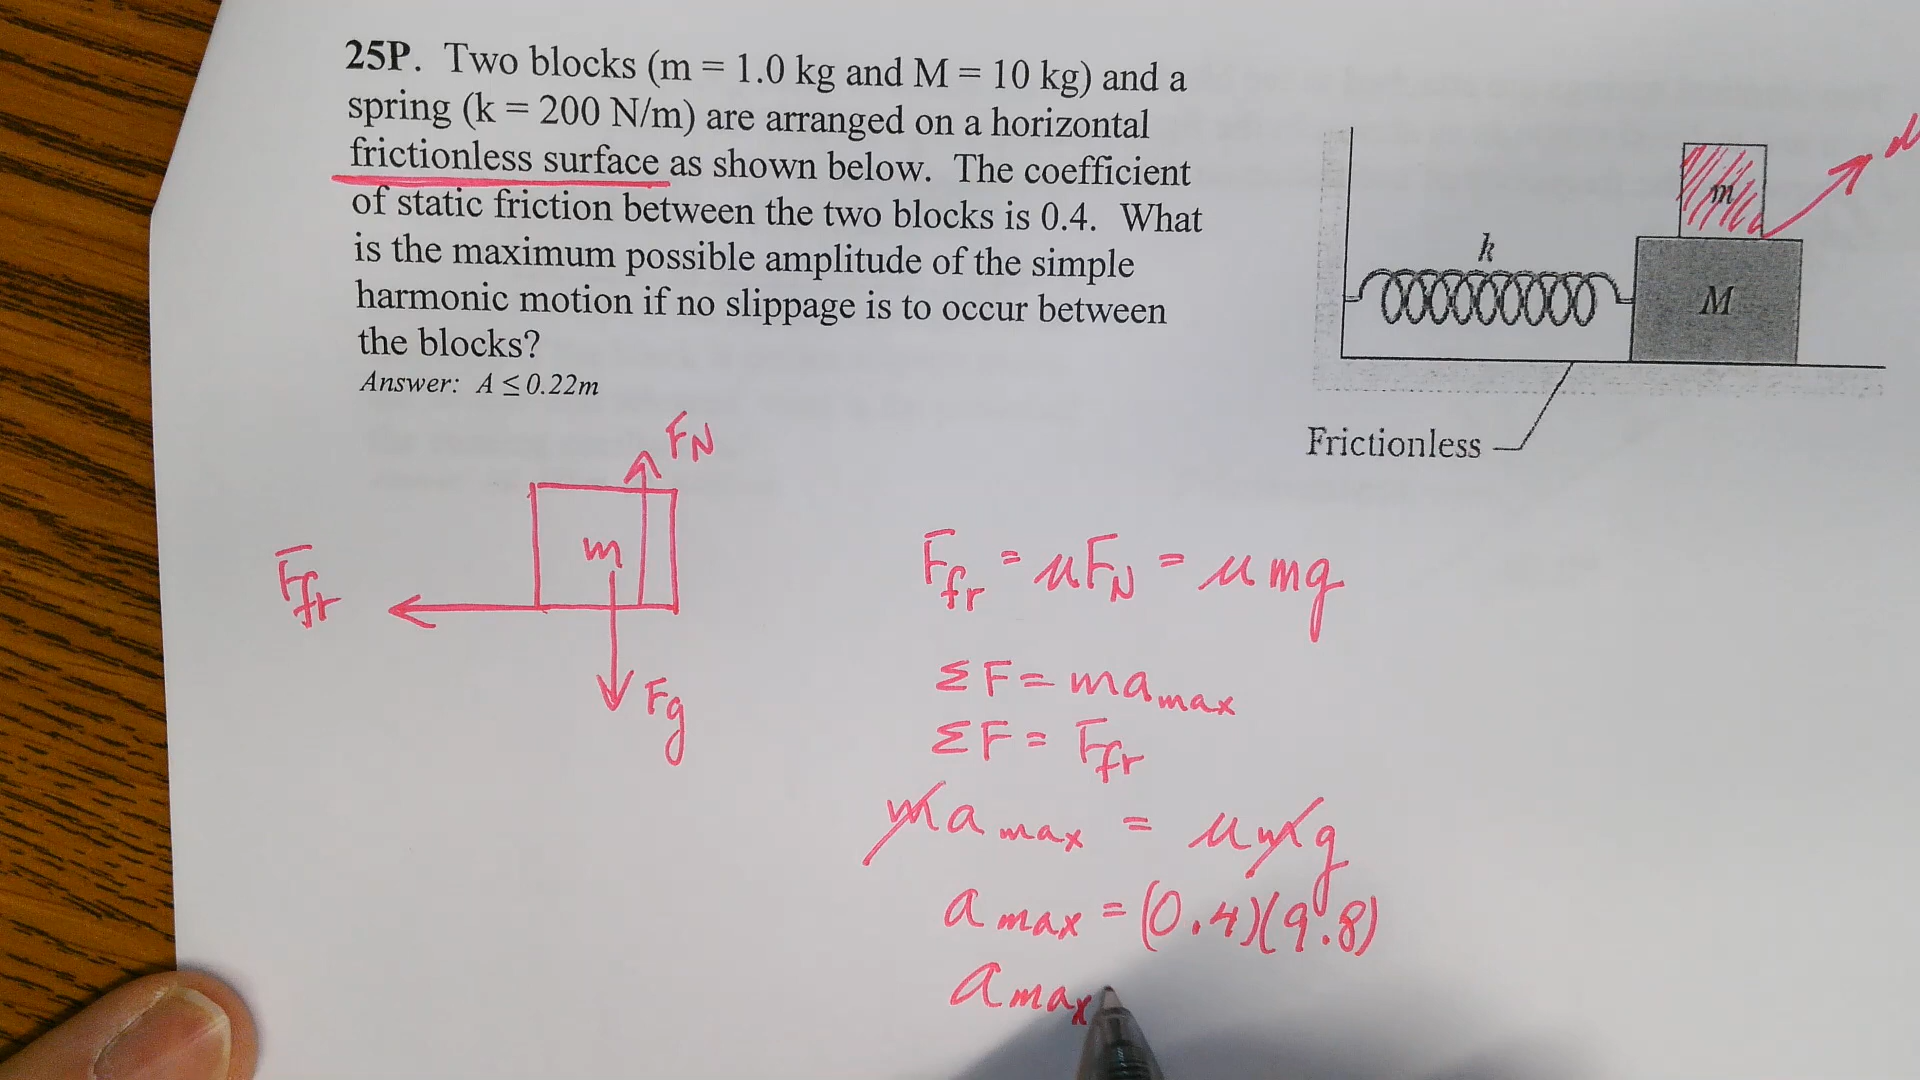 25P. Two blocks (m = 1.0 kg and M = 10 kg) and a
spring (k = 200 N/m) are arranged on a horizontal
frictionless surface as shown below. The coefficient
of static friction between the two blocks is 0.4. What
is the maximum possible amplitude of the simple
harmonic motion if no slippage is to occur between
the blocks?
Answer: A ≤ 0.22m
m
k
M
Frictionless
FN
m
Ffr
Fg
Ffr = μFN = μmg
ΣF = mamax
ΣF = Ffr
mamax = μmg
amax = (0.4)(9.8)
amax